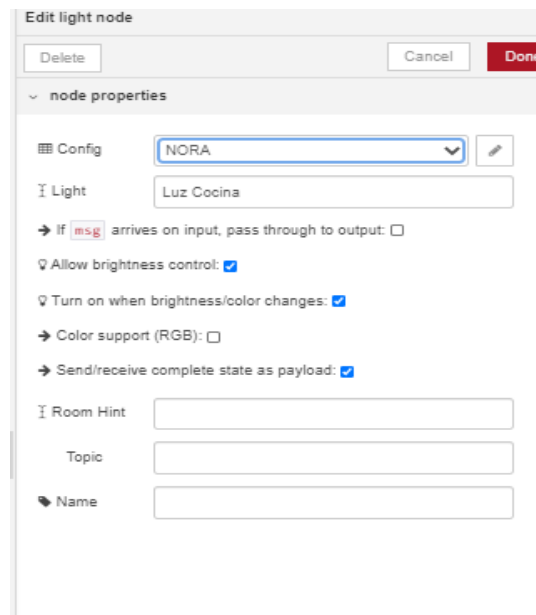 Edit light node
Delete Cancel Done
node properties
Config NORA
Light Luz Cocina
If msg arrives on input, pass through to output:
Allow brightness control:
Turn on when brightness/color changes:
Color support (RGB):
Send/receive complete state as payload:
Room Hint
Topic
Name